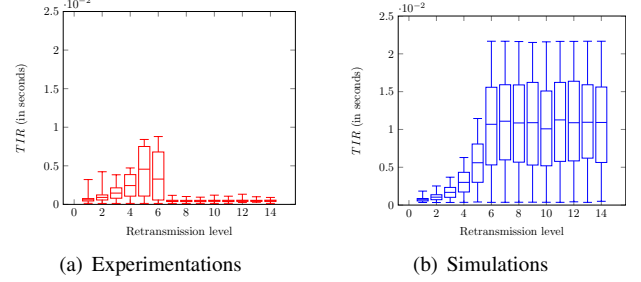 ·10⁻²
2.5
2
1.5
1
0.5
0
TIR (in seconds)
0 2 4 6 8 10 12 14
Retransmission level
(a) Experimentations
·10⁻²
2.5
2
1.5
1
0.5
0
TIR (in seconds)
0 2 4 6 8 10 12 14
Retransmission level
(b) Simulations